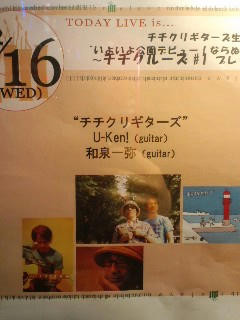 TODAY LIVE is...
16
(WED)
チチクリギターズ生
いよいよ公園デビュー！ならぬ
〜チチクルーズ#1 プレ
"チチクリギターズ"
U-Ken! (guitar)
和泉一弥 (guitar)